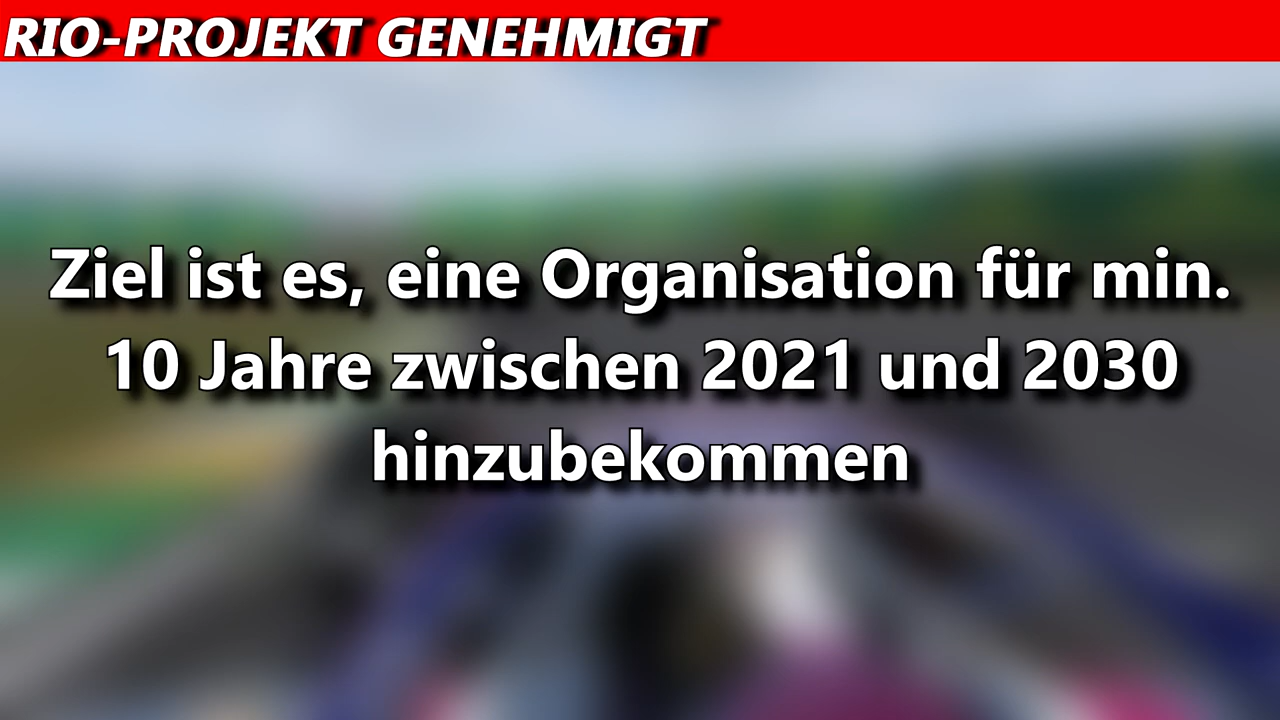 RIO-PROJEKT GENEHMIGT
Ziel ist es, eine Organisation für min.
10 Jahre zwischen 2021 und 2030
hinzubekommen